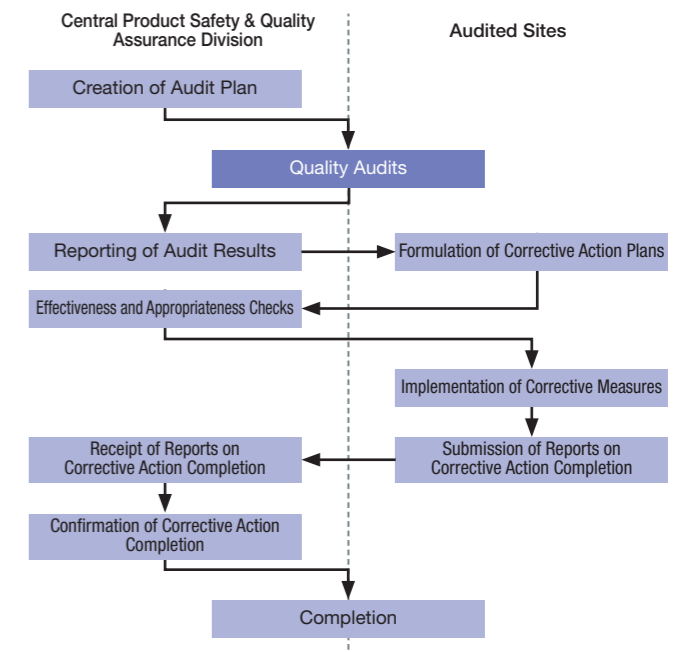 Central Product Safety & Quality
Assurance Division
Audited Sites
Creation of Audit Plan
Quality Audits
Reporting of Audit Results
Formulation of Corrective Action Plans
Effectiveness and Appropriateness Checks
Implementation of Corrective Measures
Receipt of Reports on
Corrective Action Completion
Submission of Reports on
Corrective Action Completion
Confirmation of Corrective Action
Completion
Completion